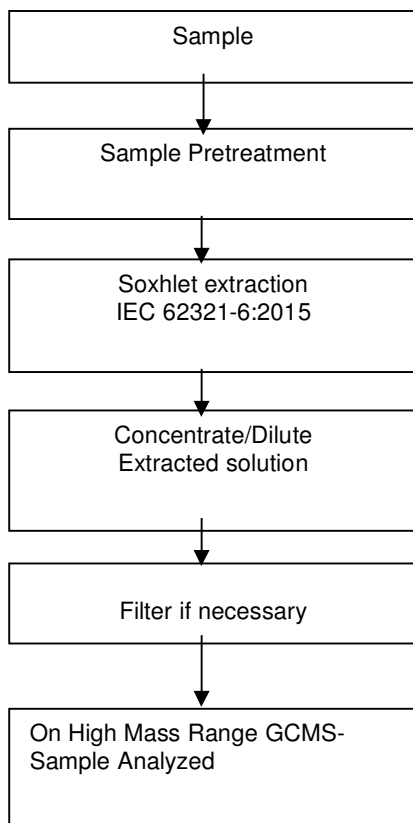 Sample
Sample Pretreatment
Soxhlet extraction
IEC 62321-6:2015
Concentrate/Dilute
Extracted solution
Filter if necessary
On High Mass Range GCMS-
Sample Analyzed